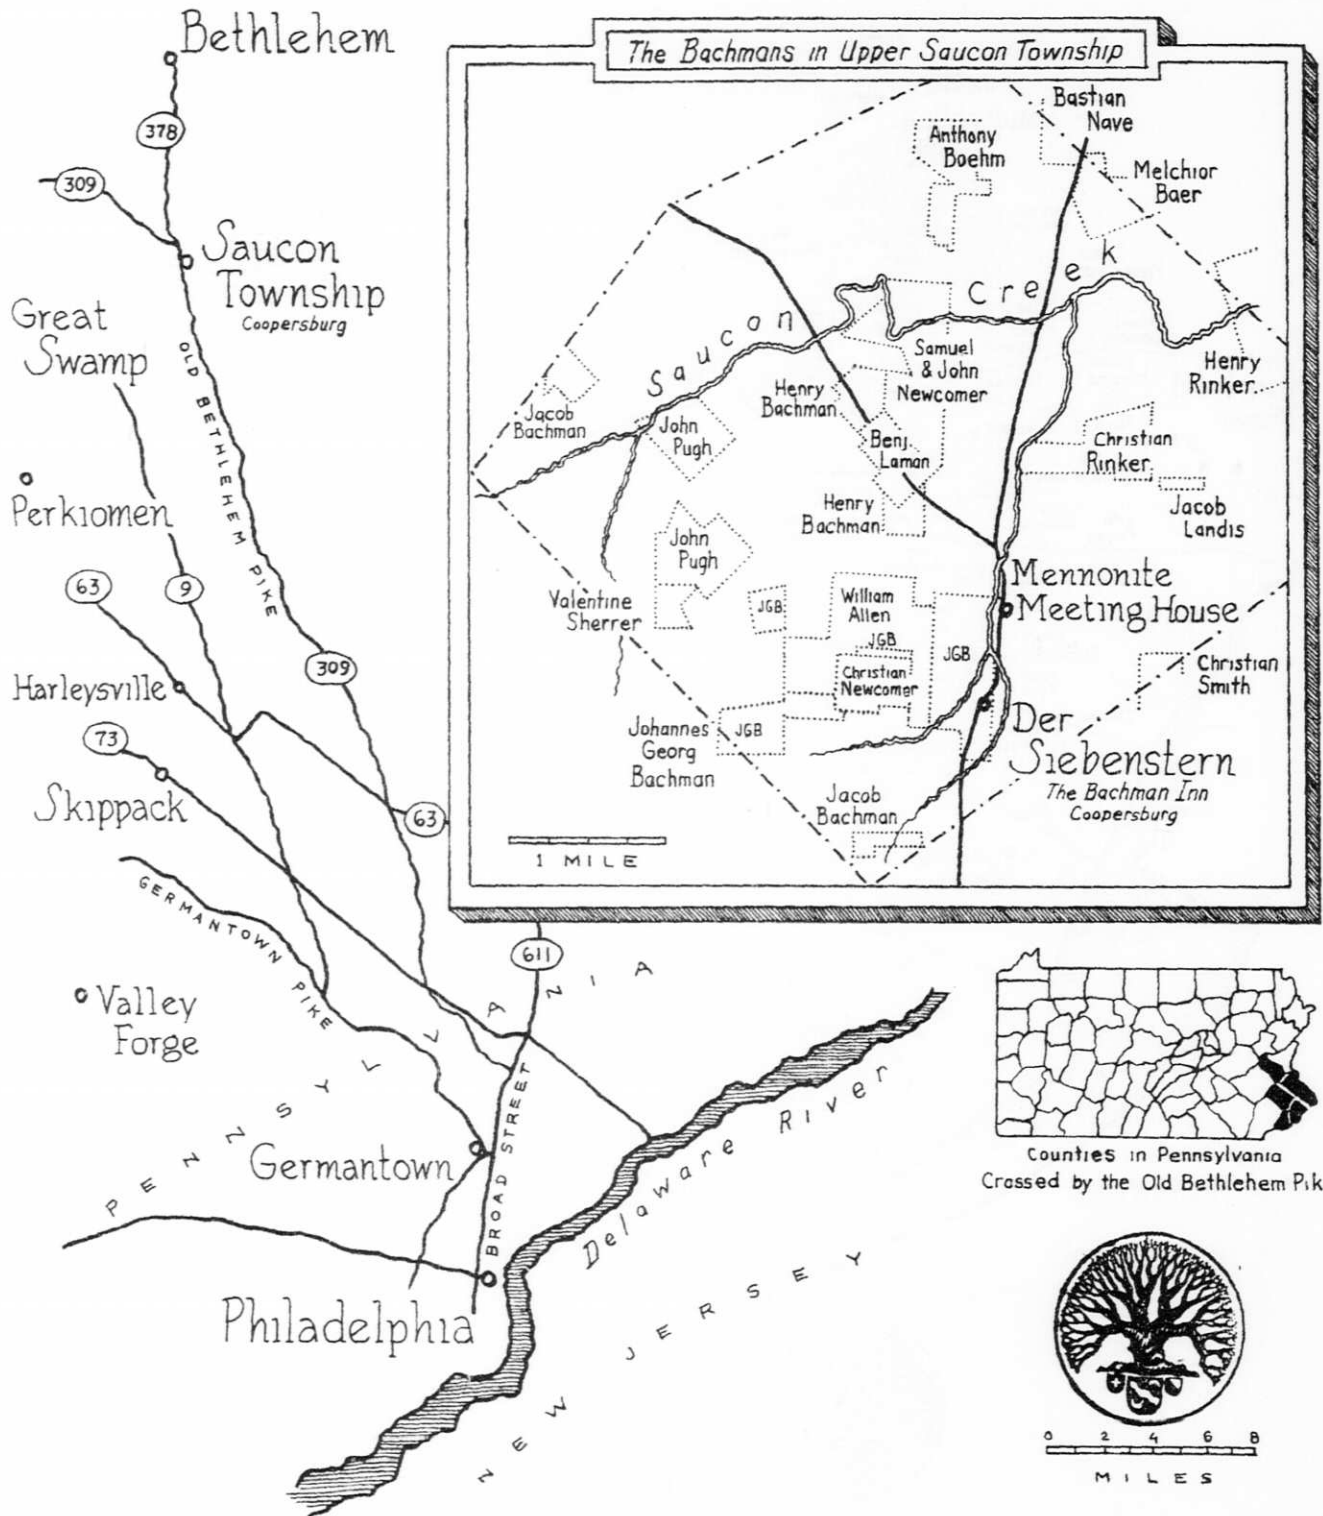 Bethlehem
378
309
Saucon
Township
Coopersburg
Great
Swamp
OLD BETHLEHEM PIKE
Perkiomen
63
9
309
Harleysville
73
Skippack
63
GERMANTOWN PIKE
611
Valley
Forge
PENNSYLVANIA
Germantown
BROAD STREET
Delaware River
Philadelphia
NEW JERSEY
The Bachmans in Upper Saucon Township
Bastian
Nave
Anthony
Boehm
Melchior
Baer
Saucon Creek
Samuel
& John
Newcomer
Henry
Rinker
Henry
Bachman
Jacob
Bachman
John
Pugh
Benj.
Laman
Christian
Rinker
Jacob
Landis
Henry
Bachman
John
Pugh
Mennonite
Meeting House
Valentine
Sherrer
JGB
William
Allen
JGB
JGB
Christian
Newcomer
Christian
Smith
Johannes
Georg
Bachman
JGB
Der
Siebenstern
The Bachman Inn
Coopersburg
Jacob
Bachman
1 MILE
Counties in Pennsylvania
Crossed by the Old Bethlehem Pik
0 2 4 6 8
MILES